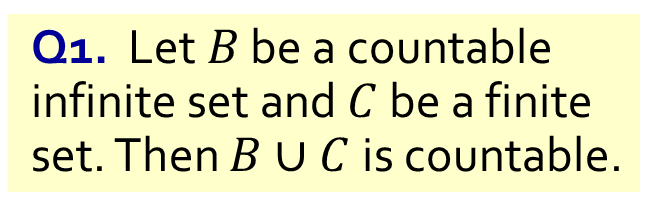 Q1. Let B be a countable
infinite set and C be a finite
set. Then B ∪ C is countable.